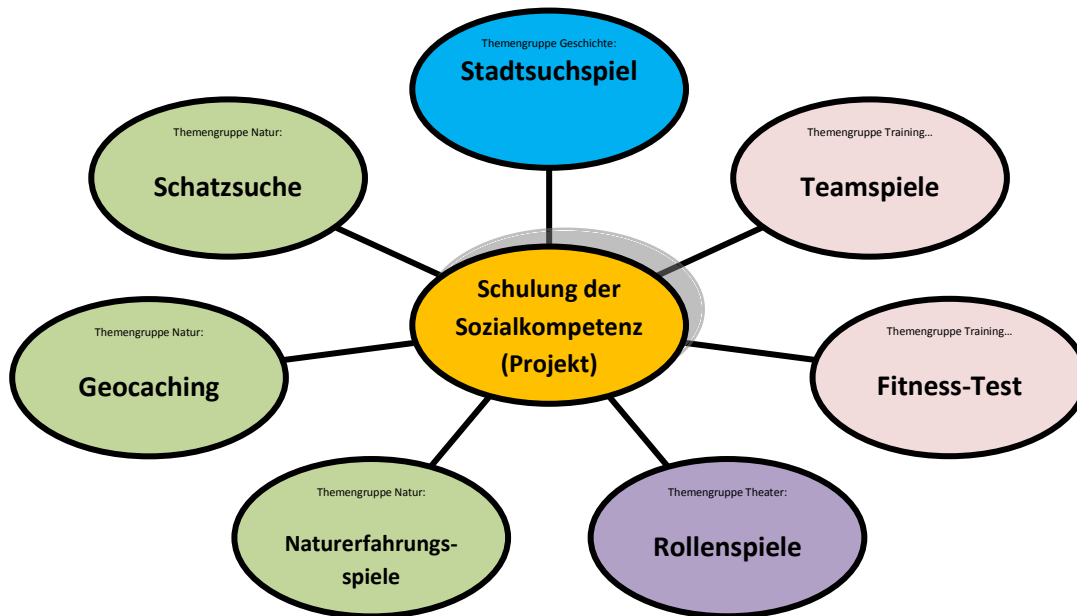 Themengruppe Geschichte:
Stadtsuchspiel
Themengruppe Natur:
Schatzsuche
Themengruppe Training...
Teamspiele
Schulung der
Sozialkompetenz
(Projekt)
Themengruppe Natur:
Geocaching
Themengruppe Training...
Fitness-Test
Themengruppe Natur:
Naturerfahrungs-
spiele
Themengruppe Theater:
Rollenspiele